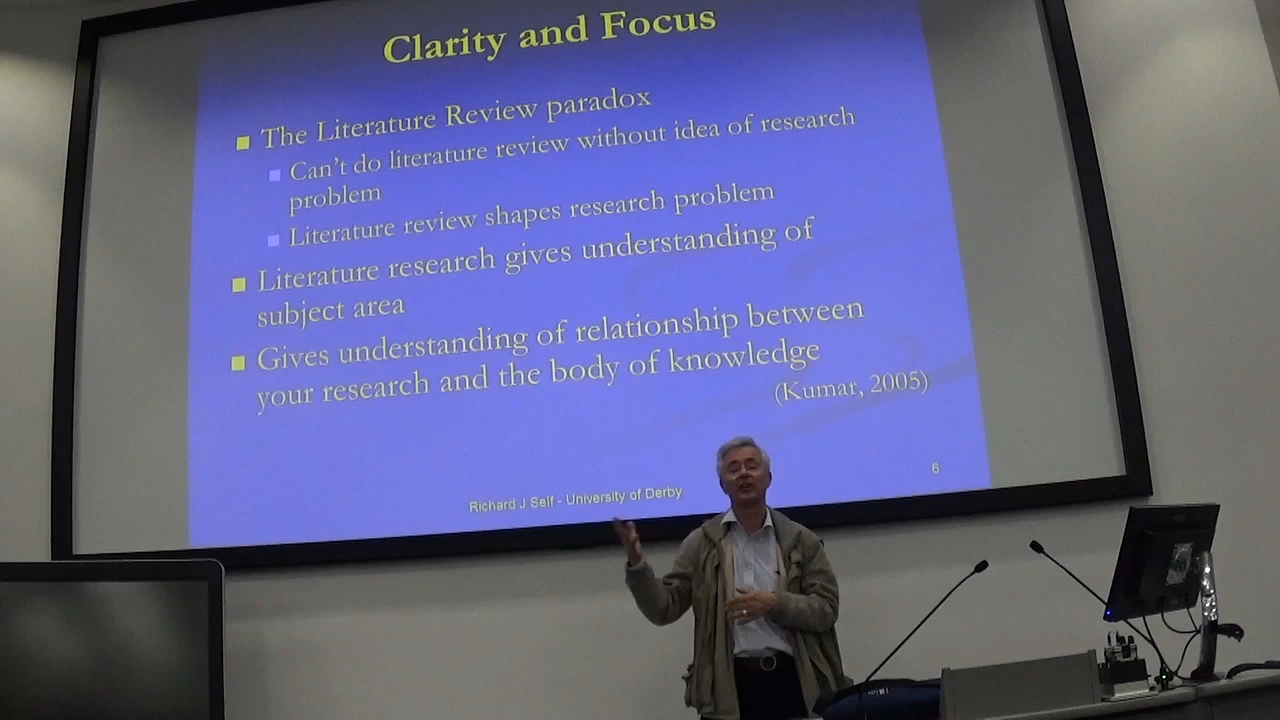 Clarity and Focus
The Literature Review paradox
Can't do literature review without idea of research
problem
Literature review shapes research problem
Literature research gives understanding of
subject area
Gives understanding of relationship between
your research and the body of knowledge
(Kumar, 2005)
6
Richard J Self - University of Derby